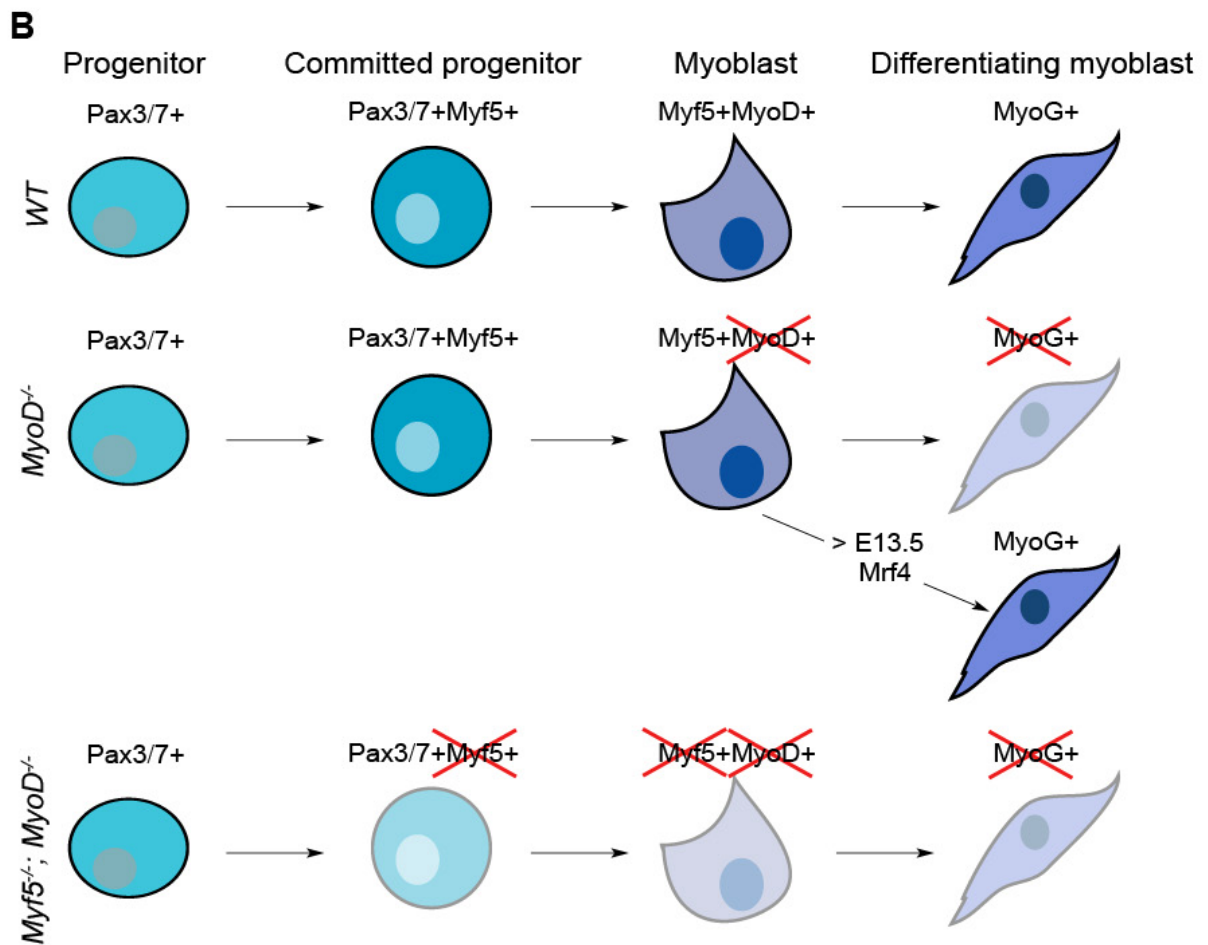 B
Progenitor Committed progenitor Myoblast Differentiating myoblast
Pax3/7+ Pax3/7+Myf5+ Myf5+MyoD+ MyoG+
WT
Pax3/7+ Pax3/7+Myf5+ Myf5+MyoD+ MyoG+
MyoD-/-
> E13.5 MyoG+
Mrf4
Pax3/7+ Pax3/7+Myf5+ Myf5+MyoD+ MyoG+
Myf5-/-; MyoD-/-